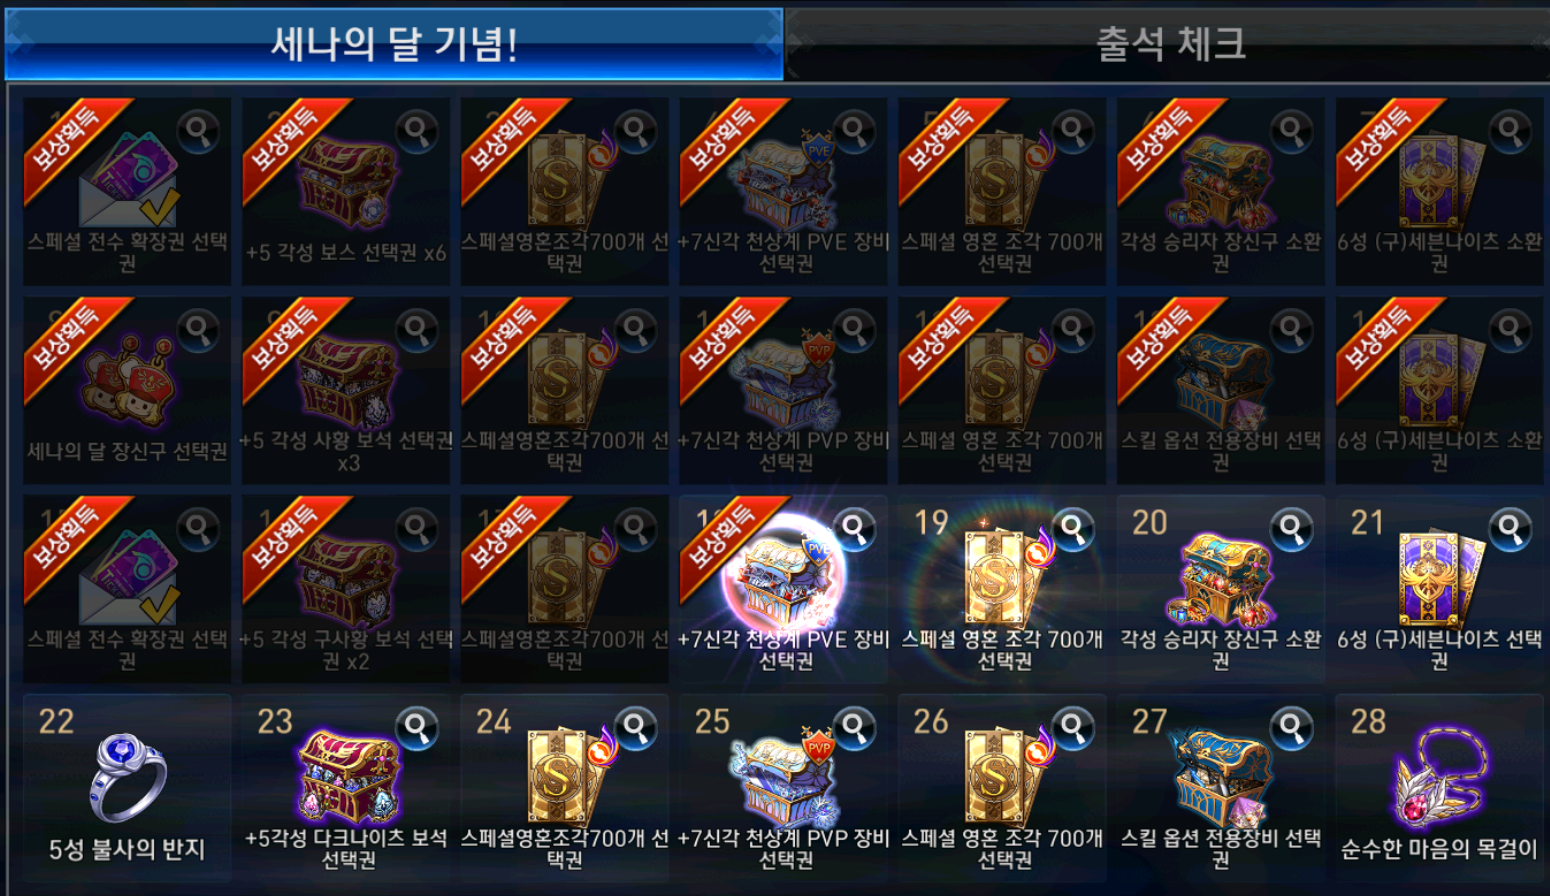 세나의 달 기념!
출석 체크
보상획득
스페셜 전수 확장권 선택
권
보상획득
+5 각성 보스 선택권 x6
보상획득
스페셜 영혼조각700개 선
택권
보상획득
PVE
+7신각 천상계 PVE 장비
선택권
보상획득
스페셜 영혼 조각 700개
선택권
보상획득
각성 승리자 장신구 소환
권
보상획득
6성 (구)세븐나이츠 소환
권
보상획득
세나의 달 장신구 선택권
보상획득
+5 각성 사황 보석 선택권
x3
보상획득
스페셜영혼조각700개 선
택권
보상획득
PVP
+7신각 천상계 PVP 장비
선택권
보상획득
스페셜 영혼 조각 700개
선택권
보상획득
스킬 옵션 전용장비 선택
권
보상획득
6성 (구)세븐나이츠 소환
권
보상획득
스페셜 전수 확장권 선택
권
보상획득
+5 각성 구사황 보석 선택
권 x2
보상획득
스페셜영혼조각700개 선
택권
보상획득
PVE
+7신각 천상계 PVE 장비
선택권
19
스페셜 영혼 조각 700개
선택권
20
각성 승리자 장신구 소환
권
21
6성 (구)세븐나이츠 선택
권
22
5성 불사의 반지
23
+5각성 다크나이츠 보석
선택권
24
스페셜영혼조각700개 선
택권
25
PVP
+7신각 천상계 PVP 장비
선택권
26
스페셜 영혼 조각 700개
선택권
27
스킬 옵션 전용장비 선택
권
28
순수한 마음의 목걸이